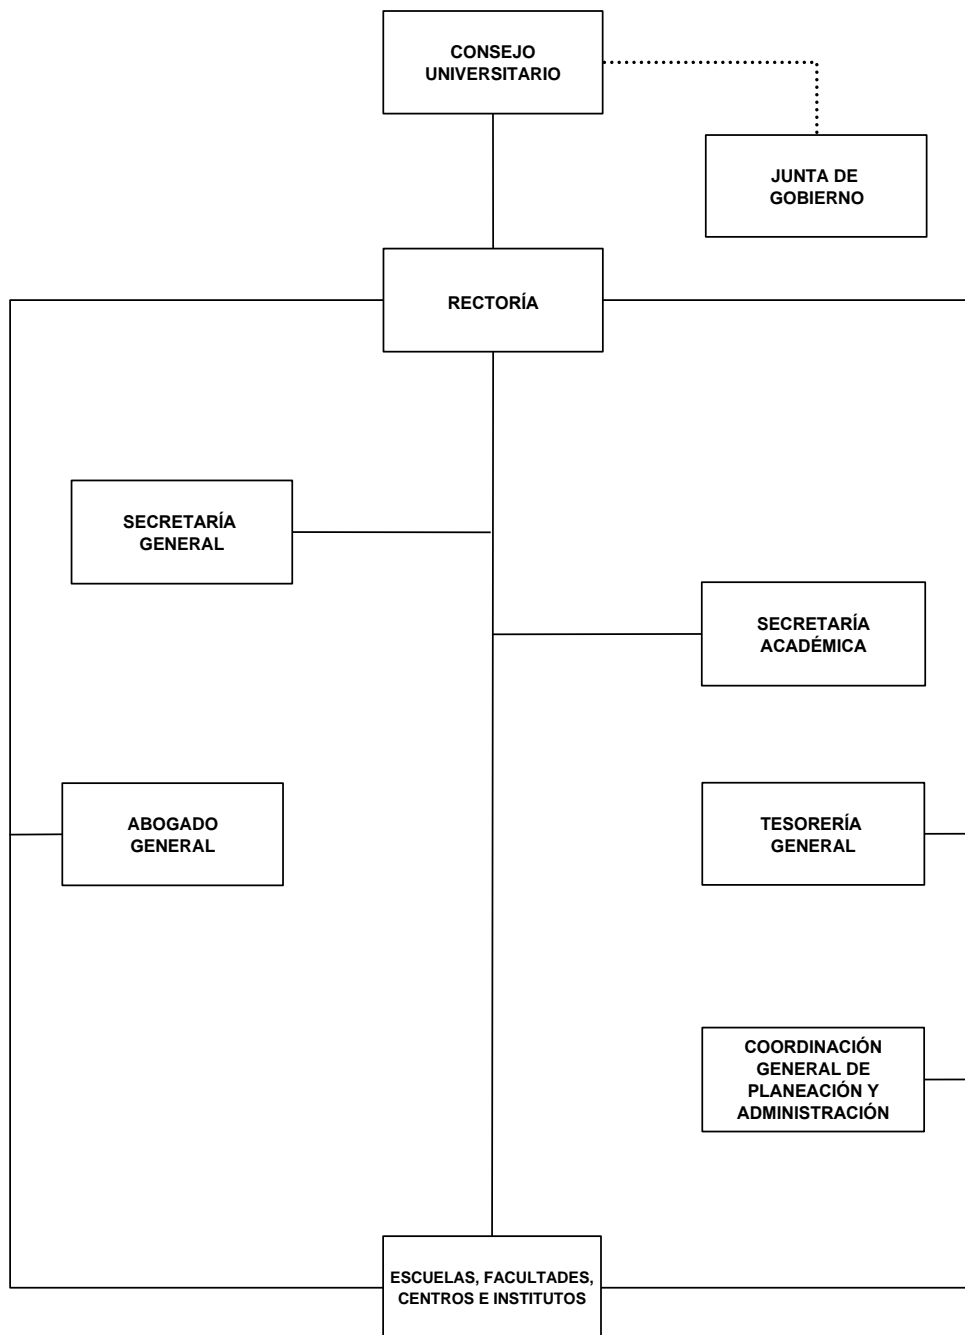 CONSEJO
UNIVERSITARIO
JUNTA DE
GOBIERNO
RECTORÍA
SECRETARÍA
GENERAL
SECRETARÍA
ACADÉMICA
ABOGADO
GENERAL
TESORERÍA
GENERAL
COORDINACIÓN
GENERAL DE
PLANEACIÓN Y
ADMINISTRACIÓN
ESCUELAS, FACULTADES,
CENTROS E INSTITUTOS